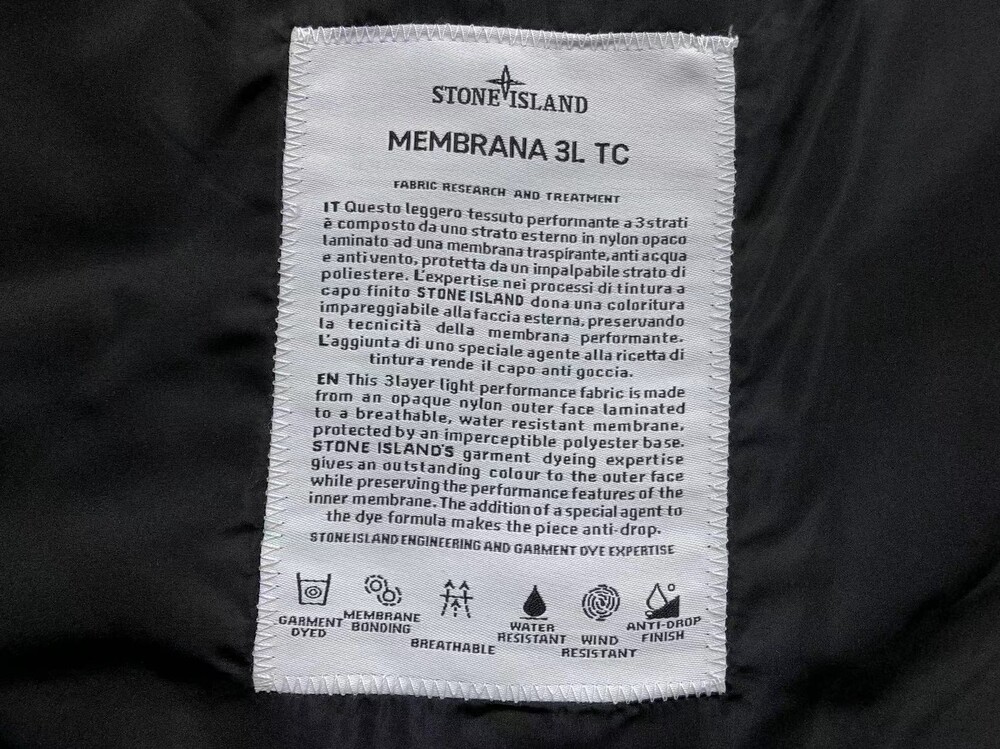 STONE ISLAND
MEMBRANA 3L TC
FABRIC RESEARCH AND TREATMENT
IT Questo leggero tessuto performante a 3 strati
è composto da uno strato esterno in nylon opaco
laminato ad una membrana traspirante, anti acqua
e anti vento, protetta da un impalpabile strato di
poliestere. L'expertise nei processi di tintura a
capo finito STONE ISLAND dona una coloritura
impareggiabile alla faccia esterna, preservando
la tecnicità della membrana performante.
L'aggiunta di uno speciale agente alla ricetta di
tintura rende il capo anti goccia.
EN This 3 layer light performance fabric is made
from an opaque nylon outer face laminated
to a breathable, water resistant membrane,
protected by an imperceptible polyester base.
STONE ISLAND'S garment dyeing expertise
gives an outstanding colour to the outer face
while preserving the performance features of the
inner membrane. The addition of a special agent to
the dye formula makes the piece anti-drop.
STONE ISLAND ENGINEERING AND GARMENT DYE EXPERTISE
GARMENT
DYED
MEMBRANE
BONDING
BREATHABLE
WATER
RESISTANT
WIND
RESISTANT
ANTI-DROP
FINISH